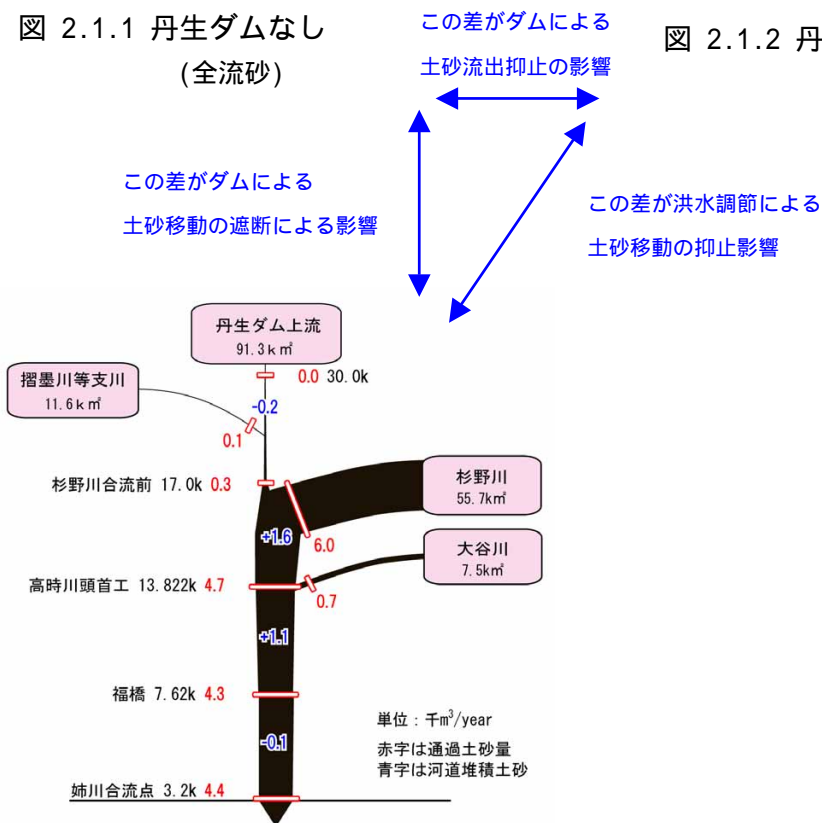 図 2.1.1 丹生ダムなし
(全流砂)
この差がダムによる
土砂流出抑止の影響
図 2.1.2 丹
この差がダムによる
土砂移動の遮断による影響
この差が洪水調節による
土砂移動の抑止影響
丹生ダム上流
91.3k㎡
0.0 30.0k
摺墨川等支川
11.6k㎡
-0.2
0.1
杉野川合流前 17.0k 0.3
杉野川
55.7k㎡
+1.6
6.0
大谷川
7.5k㎡
高時川頭首工 13.822k 4.7
0.7
+1.1
福橋 7.62k 4.3
単位：千m³/year
-0.1
赤字は通過土砂量
青字は河道堆積土砂
姉川合流点 3.2k 4.4